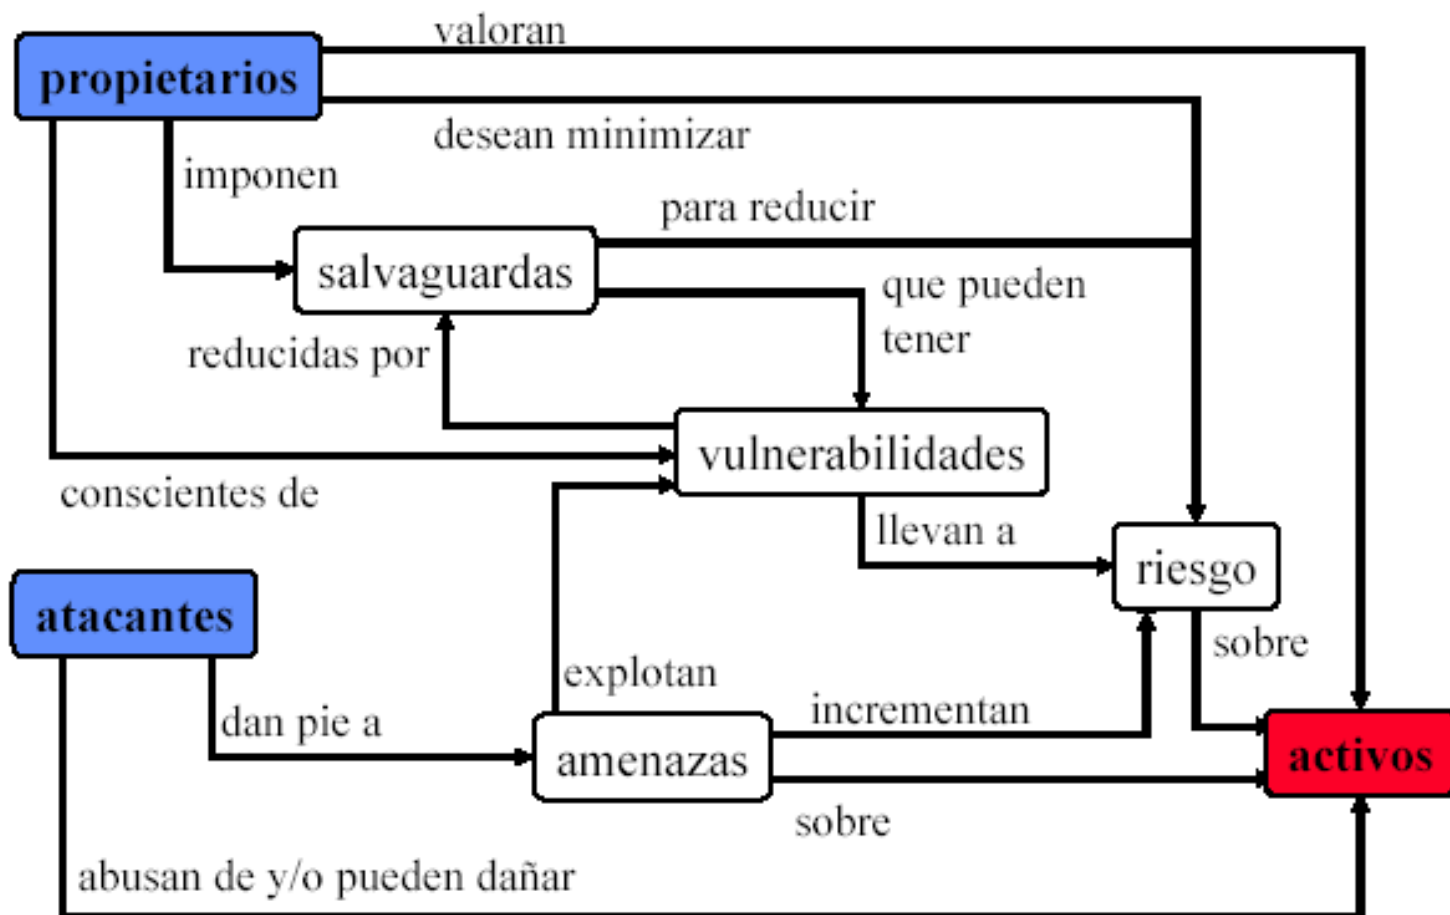 valoran
propietarios
desean minimizar
imponen
para reducir
salvaguardas
que pueden
tener
reducidas por
vulnerabilidades
conscientes de
llevan a
riesgo
atacantes
sobre
explotan
dan pie a
incrementan
amenazas
activos
sobre
abusan de y/o pueden dañar